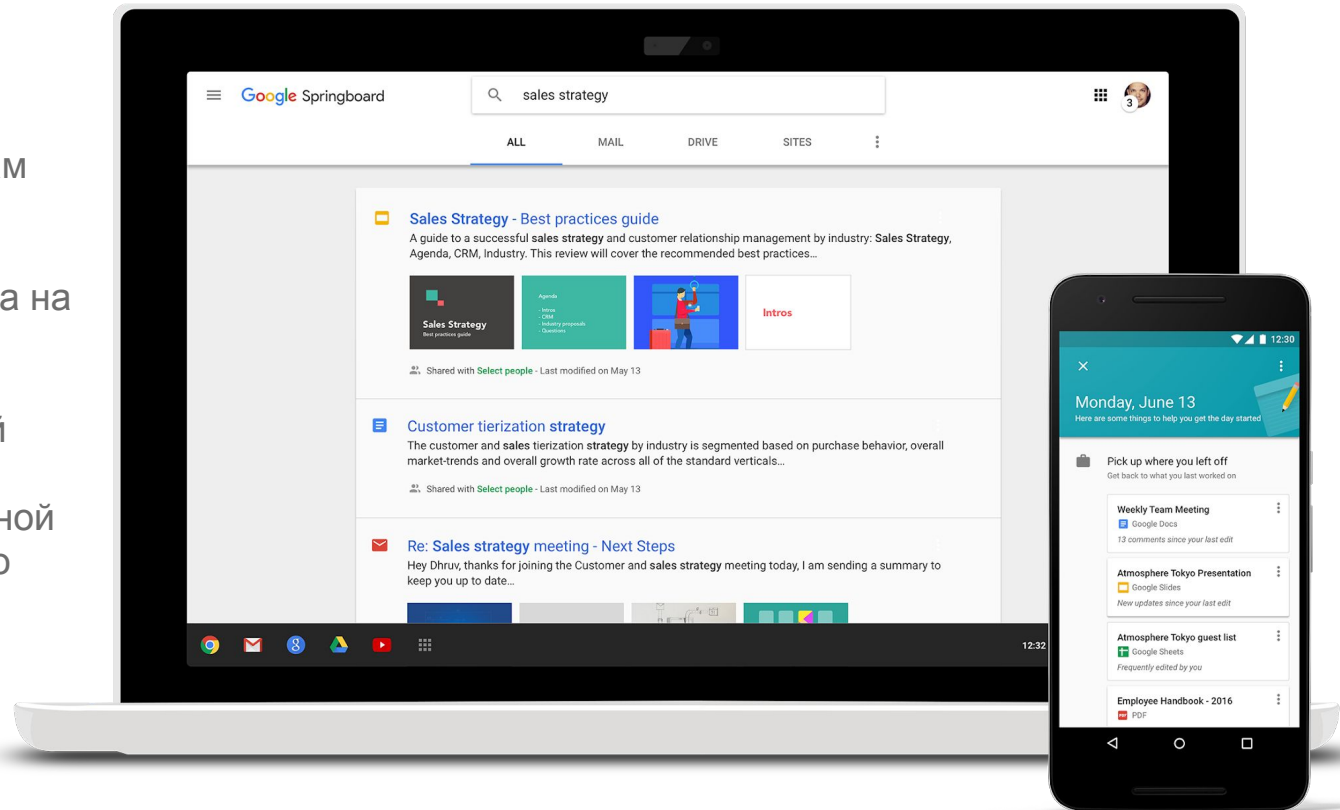 Google Springboard
sales strategy
3
ALL MAIL DRIVE SITES
Sales Strategy - Best practices guide
A guide to a successful sales strategy and customer relationship management by industry: Sales Strategy,
Agenda, CRM, Industry. This review will cover the recommended best practices...
Sales Strategy
Best practices guide
Agenda
- Intros
- CRM
- Industry proposals
- Questions
Intros
Shared with Select people - Last modified on May 13
Customer tierization strategy
The customer and sales tierization strategy by industry is segmented based on purchase behavior, overall
market-trends and overall growth rate across all of the standard verticals...
Shared with Select people - Last modified on May 13
Re: Sales strategy meeting - Next Steps
Hey Dhruv, thanks for joining the Customer and sales strategy meeting today, I am sending a summary to
keep you up to date...
8
12:32
12:30
Monday, June 13
Here are some things to help you get the day started
Pick up where you left off
Get back to what you last worked on
Weekly Team Meeting
Google Docs
13 comments since your last edit
Atmosphere Tokyo Presentation
Google Slides
New updates since your last edit
Atmosphere Tokyo guest list
Google Sheets
Frequently edited by you
Employee Handbook - 2016
PDF PDF
на